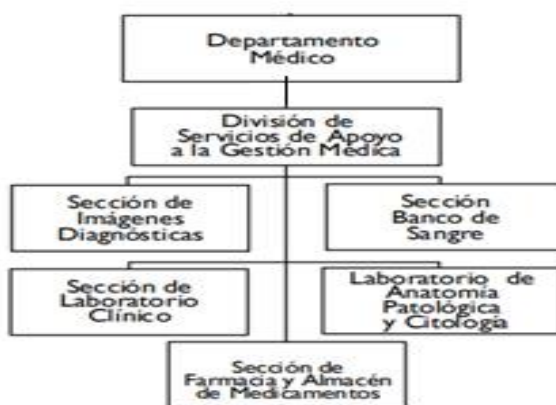 Departamento
Médico
División de
Servicios de Apoyo
a la Gestión Médica
Sección de
Imágenes
Diagnósticas
Sección
Banco de
Sangre
Sección de
Laboratorio
Clínico
Laboratorio de
Anatomía
Patológica
y Citología
Sección de
Farmacia y Almacén
de Medicamentos